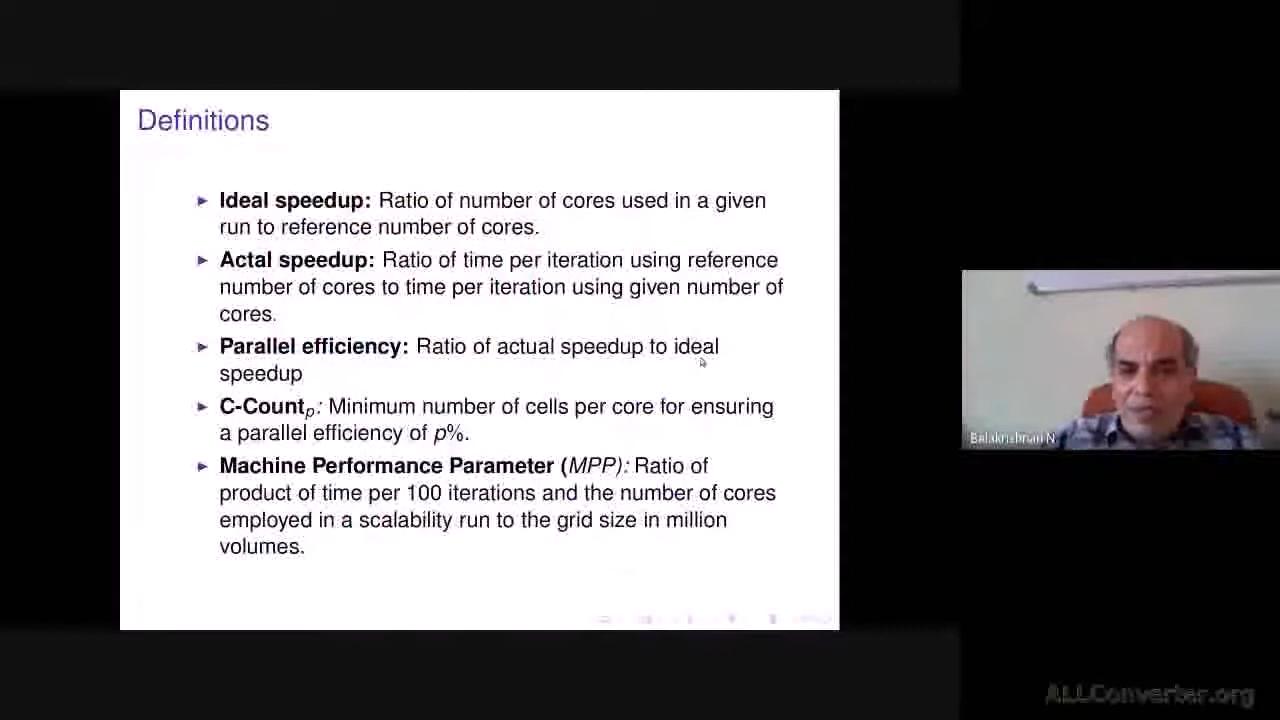 Definitions
► Ideal speedup: Ratio of number of cores used in a given
run to reference number of cores.
► Actal speedup: Ratio of time per iteration using reference
number of cores to time per iteration using given number of
cores.
► Parallel efficiency: Ratio of actual speedup to ideal
speedup
► C-Countp: Minimum number of cells per core for ensuring
a parallel efficiency of p%.
► Machine Performance Parameter (MPP): Ratio of
product of time per 100 iterations and the number of cores
employed in a scalability run to the grid size in million
volumes.
Balakrishnan N
ALLConverter.org